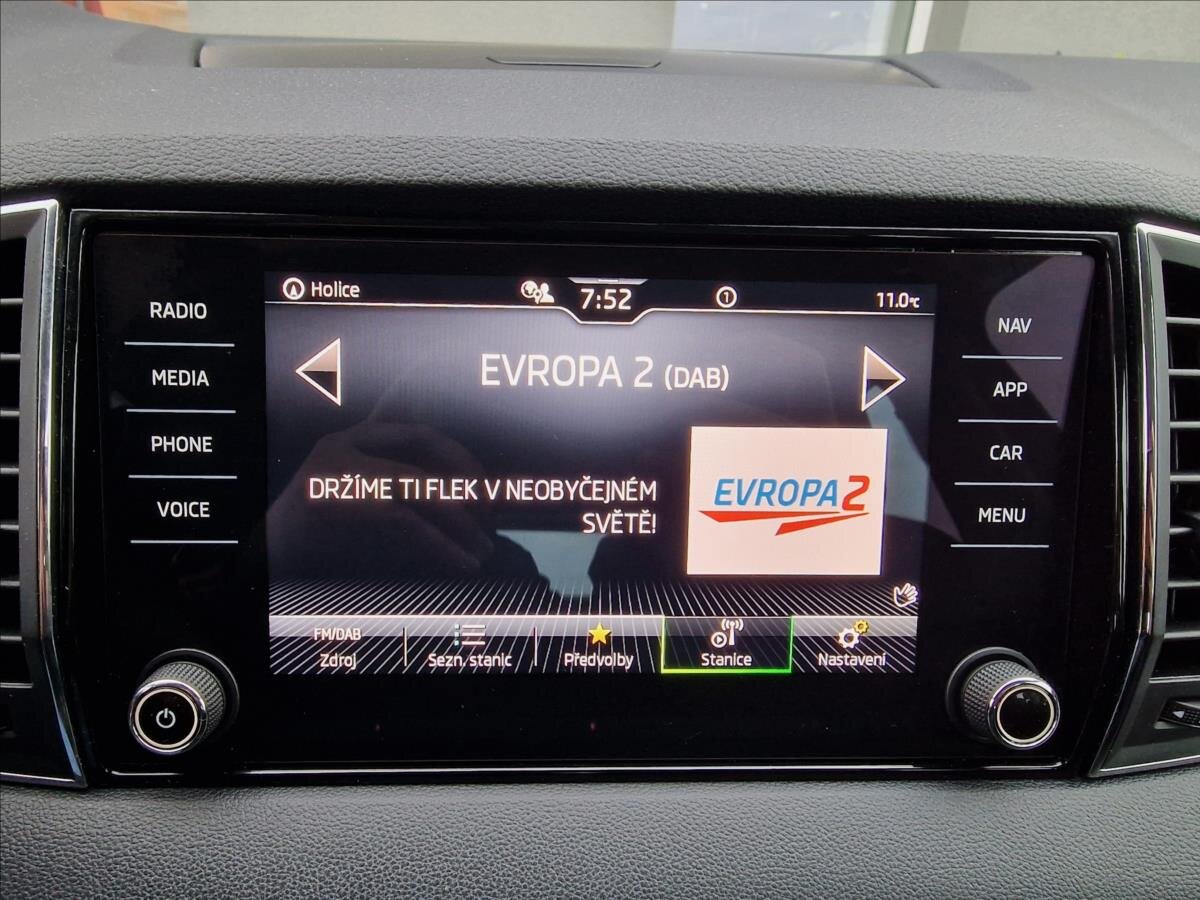 Holice
7:52
1
11.0°C
RADIO
MEDIA
PHONE
VOICE
NAV
APP
CAR
MENU
EVROPA 2 (DAB)
DRŽÍME TI FLEK V NEOBYČEJNÉM
SVĚTĚ!
EVROPA 2
FM/DAB
Zdroj
Sezn. stanic
Předvolby
Stanice
Nastavení